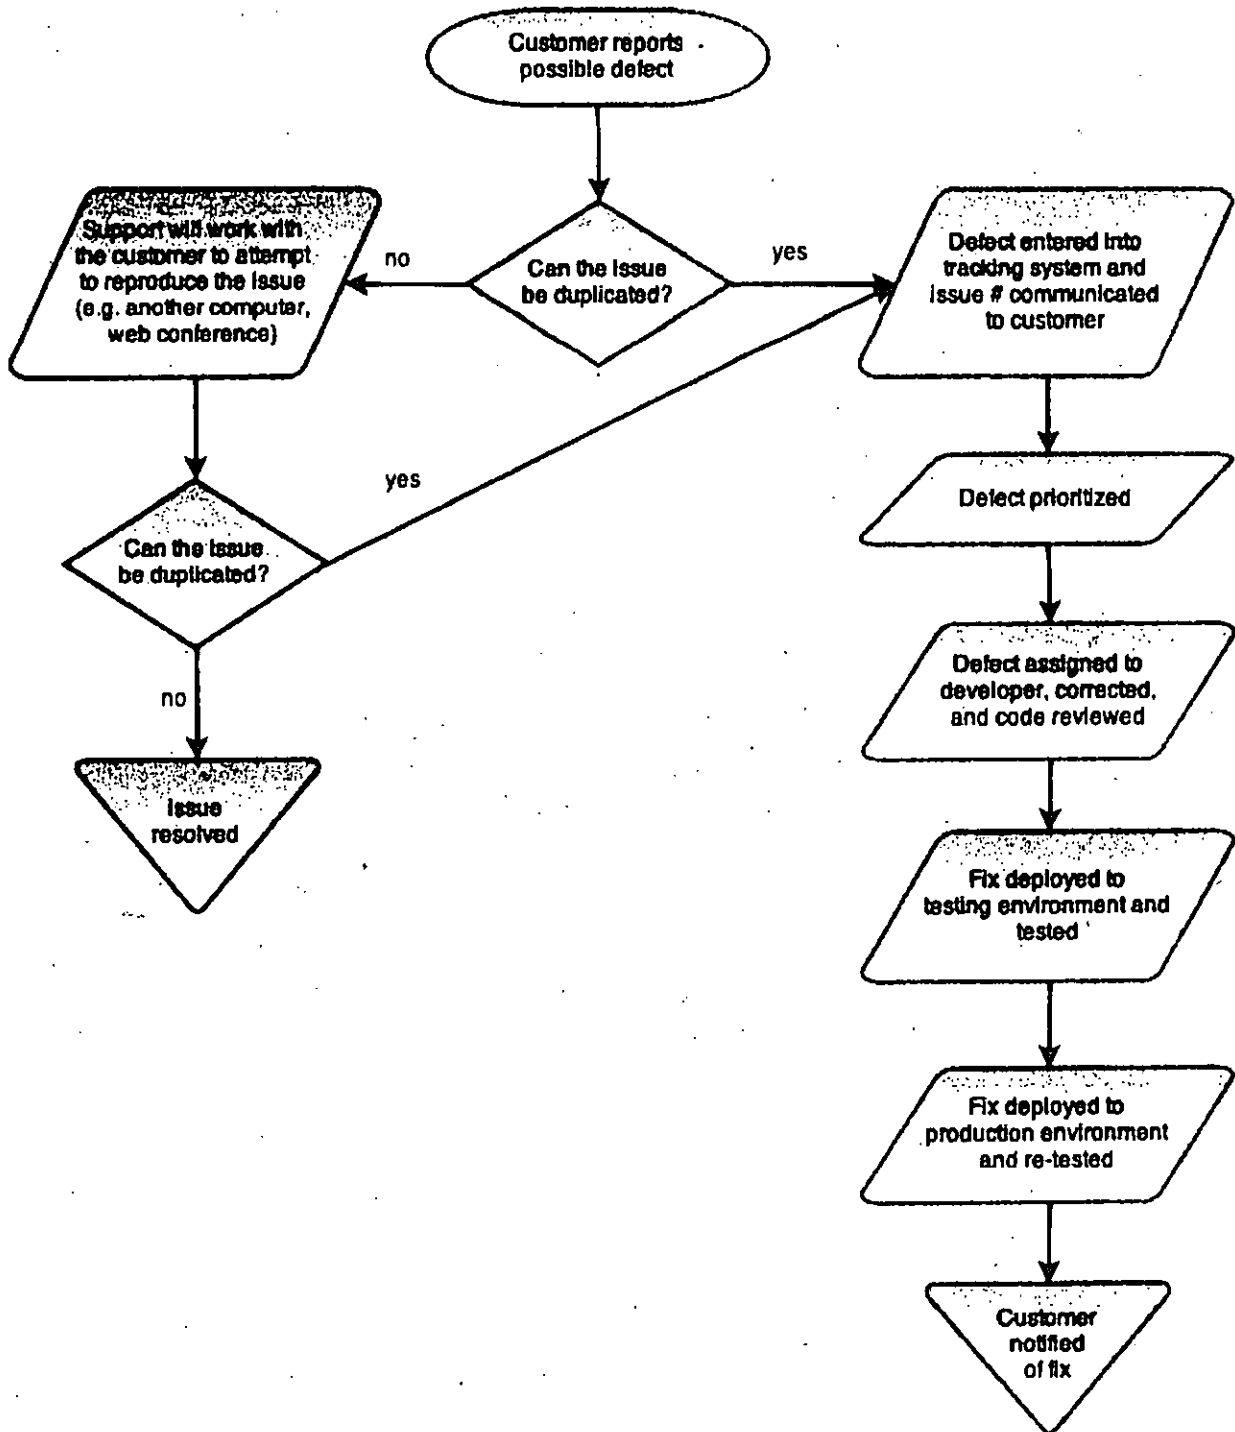 Customer reports
possible defect
Support will work with
the customer to attempt
to reproduce the issue
(e.g. another computer,
web conference)
no
Can the issue
be duplicated?
yes
Defect entered into
tracking system and
issue # communicated
to customer
yes
Defect prioritized
Can the issue
be duplicated?
Defect assigned to
developer, corrected,
and code reviewed
no
Issue
resolved
Fix deployed to
testing environment and
tested
Fix deployed to
production environment
and re-tested
Customer
notified
of fix